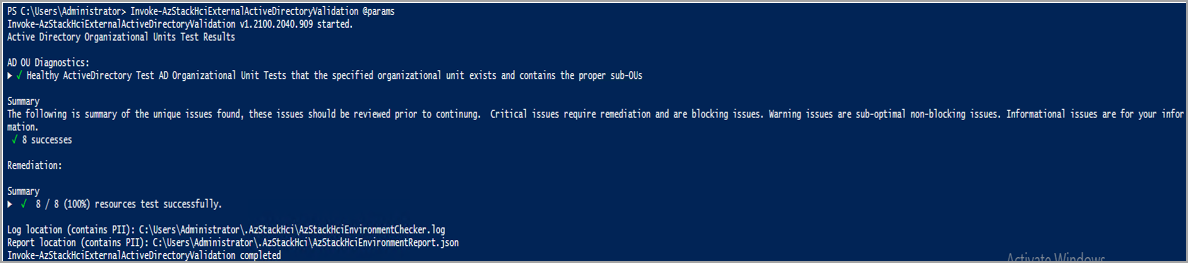 PS C:\Users\Administrator> Invoke-AzStackHciExternalActiveDirectoryValidation @params
Invoke-AzStackHciExternalActiveDirectoryValidation v1.2100.2040.909 started.
Active Directory Organizational Units Test Results
AD OU Diagnostics:
▶ √ Healthy ActiveDirectory Test AD Organizational Unit Tests that the specified organizational unit exists and contains the proper sub-OUs
Summary
The following is summary of the unique issues found, these issues should be reviewed prior to continung.  Critical issues require remediation and are blocking issues. Warning issues are sub-optimal non-blocking issues. Informational issues are for your infor
mation.
√ 8 successes
Remediation:
Summary
▶ √ 8 / 8 (100%) resources test successfully.
Log location (contains PII): C:\Users\Administrator\.AzStackHci\AzStackHciEnvironmentChecker.log
Report location (contains PII): C:\Users\Administrator\.AzStackHci\AzStackHciEnvironmentReport.json
Invoke-AzStackHciExternalActiveDirectoryValidation completed
Activate Windows